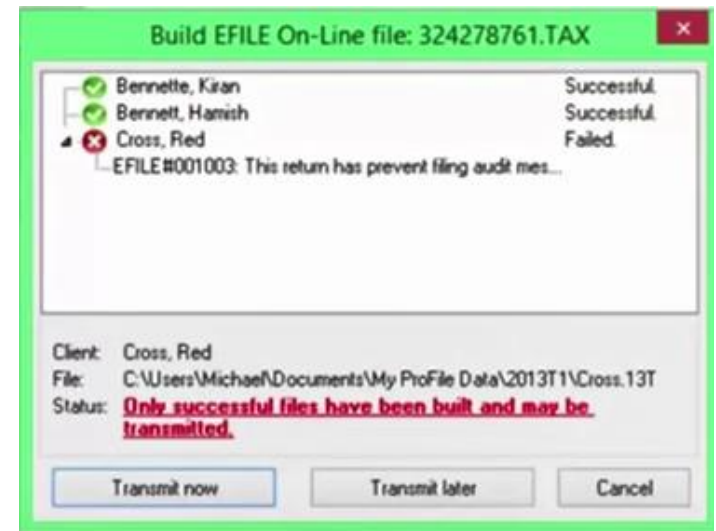 Build EFILE On-Line file: 324278761.TAX
Bennette, Kiran Successful.
Bennett, Hamish Successful.
Cross, Red Failed.
EFILE#001003: This return has prevent filing audit mes...
Client: Cross, Red
File: C:\Users\Michael\Documents\My ProFile Data\2013T1\Cross.13T
Status: Only successful files have been built and may be
transmitted.
Transmit now Transmit later Cancel